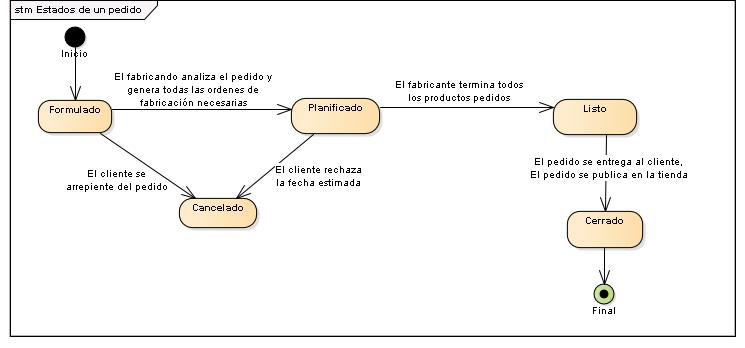 stm Estados de un pedido
Inicio
El fabricando analiza el pedido y
genera todas las ordenes de
fabricación necesarias
El fabricante termina todos
los productos pedidos
Formulado
Planificado
Listo
El cliente se
arrepiente del pedido
El cliente rechaza
la fecha estimada
El pedido se entrega al cliente,
El pedido se publica en la tienda
Cancelado
Cerrado
Final